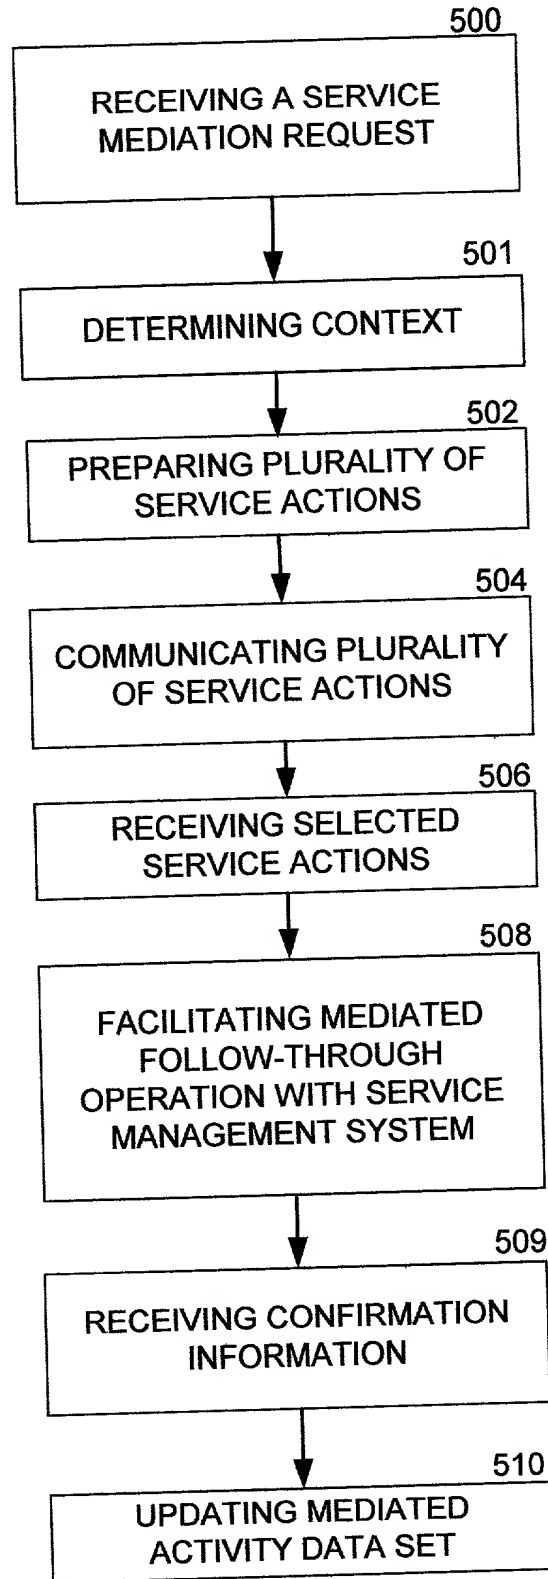 500
RECEIVING A SERVICE
MEDIATION REQUEST
501
DETERMINING CONTEXT
502
PREPARING PLURALITY OF
SERVICE ACTIONS
504
COMMUNICATING PLURALITY
OF SERVICE ACTIONS
506
RECEIVING SELECTED
SERVICE ACTIONS
508
FACILITATING MEDIATED
FOLLOW-THROUGH
OPERATION WITH SERVICE
MANAGEMENT SYSTEM
509
RECEIVING CONFIRMATION
INFORMATION
510
UPDATING MEDIATED
ACTIVITY DATA SET